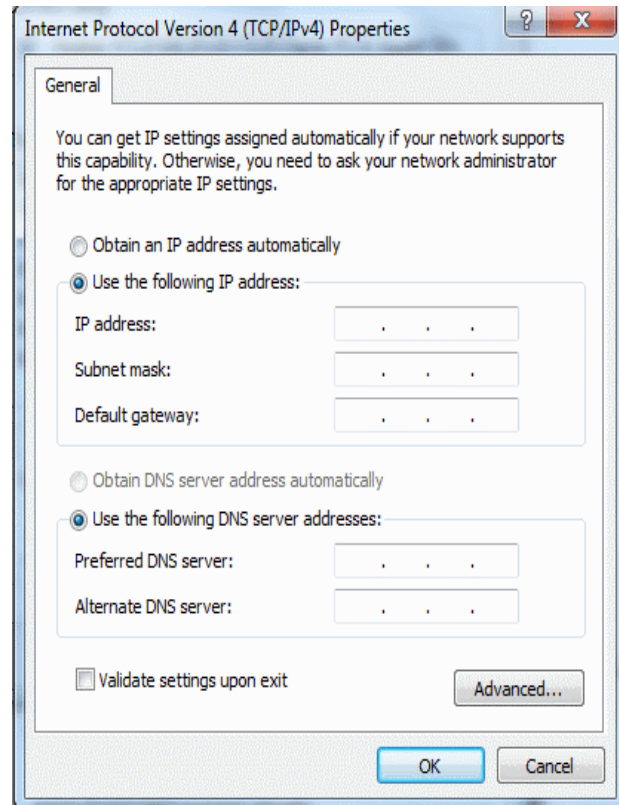 Internet Protocol Version 4 (TCP/IPv4) Properties
General
You can get IP settings assigned automatically if your network supports
this capability. Otherwise, you need to ask your network administrator
for the appropriate IP settings.
Obtain an IP address automatically
Use the following IP address:
IP address:
Subnet mask:
Default gateway:
Obtain DNS server address automatically
Use the following DNS server addresses:
Preferred DNS server:
Alternate DNS server:
Validate settings upon exit
Advanced...
OK Cancel